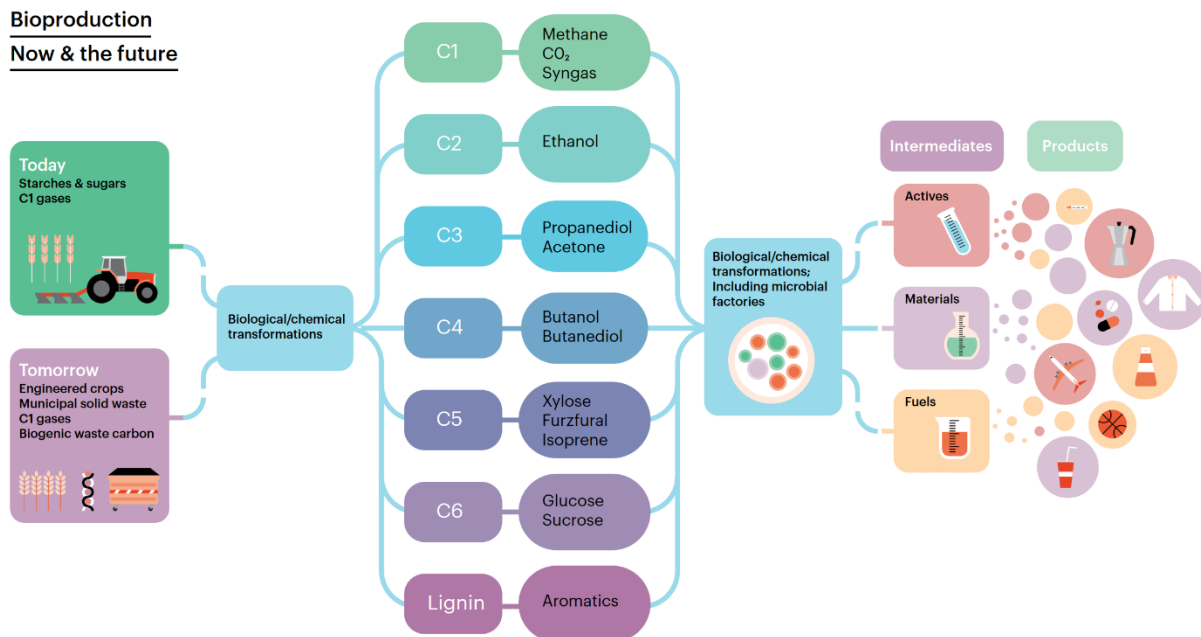 Bioproduction
Now & the future
Today
Starches & sugars
C1 gases
Tomorrow
Engineered crops
Municipal solid waste
C1 gases
Biogenic waste carbon
Biological/chemical
transformations
C1
Methane
CO₂
Syngas
C2
Ethanol
C3
Propanediol
Acetone
C4
Butanol
Butanediol
C5
Xylose
Furzfural
Isoprene
C6
Glucose
Sucrose
Lignin
Aromatics
Biological/chemical
transformations;
Including microbial
factories
Intermediates
Products
Actives
Materials
Fuels